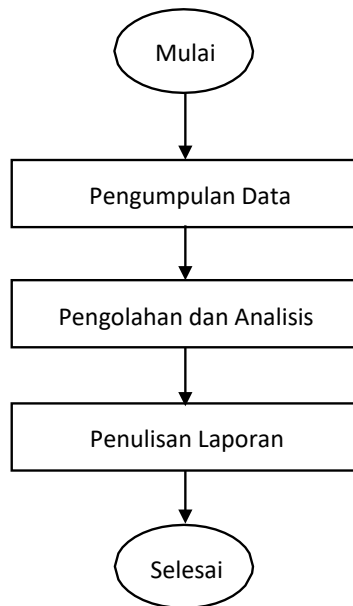 Mulai
Pengumpulan Data
Pengolahan dan Analisis
Penulisan Laporan
Selesai